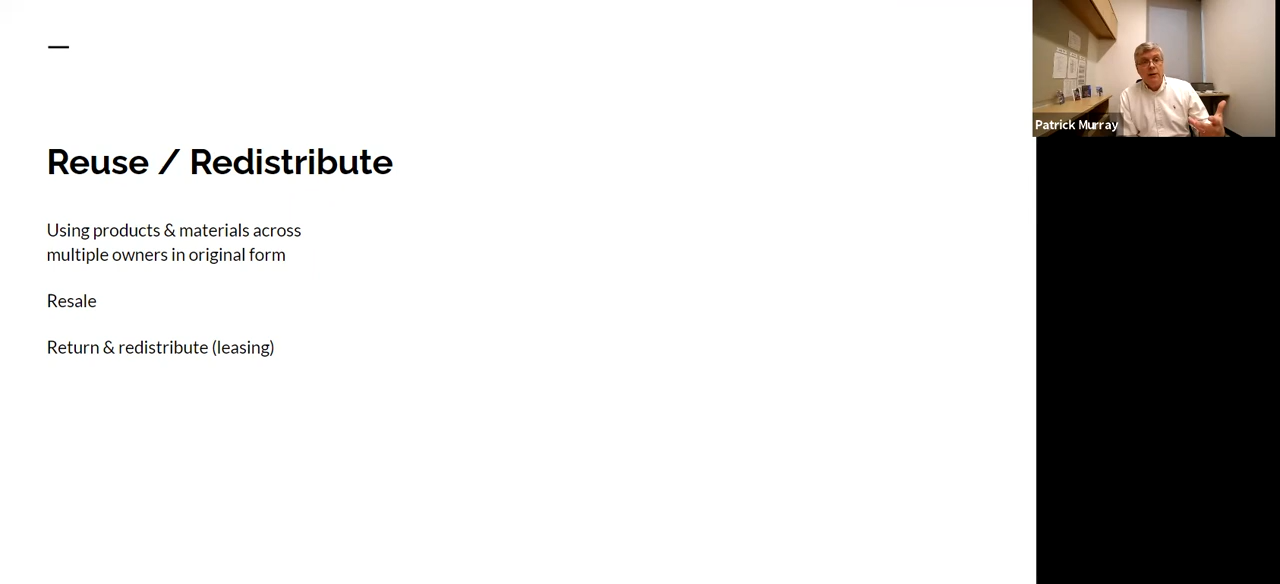 Reuse / Redistribute
Using products & materials across
multiple owners in original form
Resale
Return & redistribute (leasing)
Patrick Murray